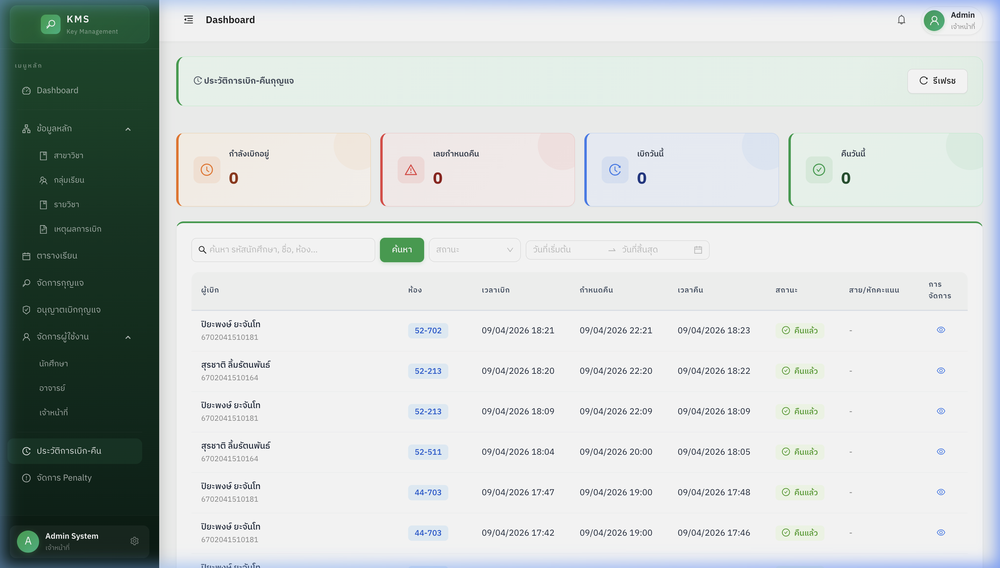 KMS
Key Management
เมนูหลัก
Dashboard
ข้อมูลหลัก
สาขาวิชา
กลุ่มเรียน
รายวิชา
เหตุผลการเบิก
ตารางเรียน
จัดการกุญแจ
อนุญาตเบิกกุญแจ
จัดการผู้ใช้งาน
นักศึกษา
อาจารย์
เจ้าหน้าที่
ประวัติการเบิก-คืน
จัดการ Penalty
A
Admin System
เจ้าหน้าที่
Dashboard
Admin
เจ้าหน้าที่
ประวัติการเบิก-คืนกุญแจ
รีเฟรช
กำลังเบิกอยู่
0
เลยกำหนดคืน
0
เบิกวันนี้
0
คืนวันนี้
0
ค้นหา รหัสนักศึกษา, ชื่อ, ห้อง...
ค้นหา
สถานะ
วันที่เริ่มต้น
วันที่สิ้นสุด
ผู้เบิก ห้อง เวลาเบิก กำหนดคืน เวลาคืน สถานะ สาย/หักคะแนน การ
จัดการ
ปิยะพงษ์ ยะจันโท
6702041510181
52-702 09/04/2026 18:21 09/04/2026 22:21 09/04/2026 18:23 คืนแล้ว -
สุรชาติ ลิ้มรัตนพันธ์
6702041510164
52-213 09/04/2026 18:20 09/04/2026 22:20 09/04/2026 18:22 คืนแล้ว -
ปิยะพงษ์ ยะจันโท
6702041510181
52-213 09/04/2026 18:09 09/04/2026 22:09 09/04/2026 18:09 คืนแล้ว -
สุรชาติ ลิ้มรัตนพันธ์
6702041510164
52-511 09/04/2026 18:04 09/04/2026 20:00 09/04/2026 18:05 คืนแล้ว -
ปิยะพงษ์ ยะจันโท
6702041510181
44-703 09/04/2026 17:47 09/04/2026 19:00 09/04/2026 17:48 คืนแล้ว -
ปิยะพงษ์ ยะจันโท
6702041510181
44-703 09/04/2026 17:42 09/04/2026 19:00 09/04/2026 17:46 คืนแล้ว -
ปิยะพงษ์ ยะจันโท